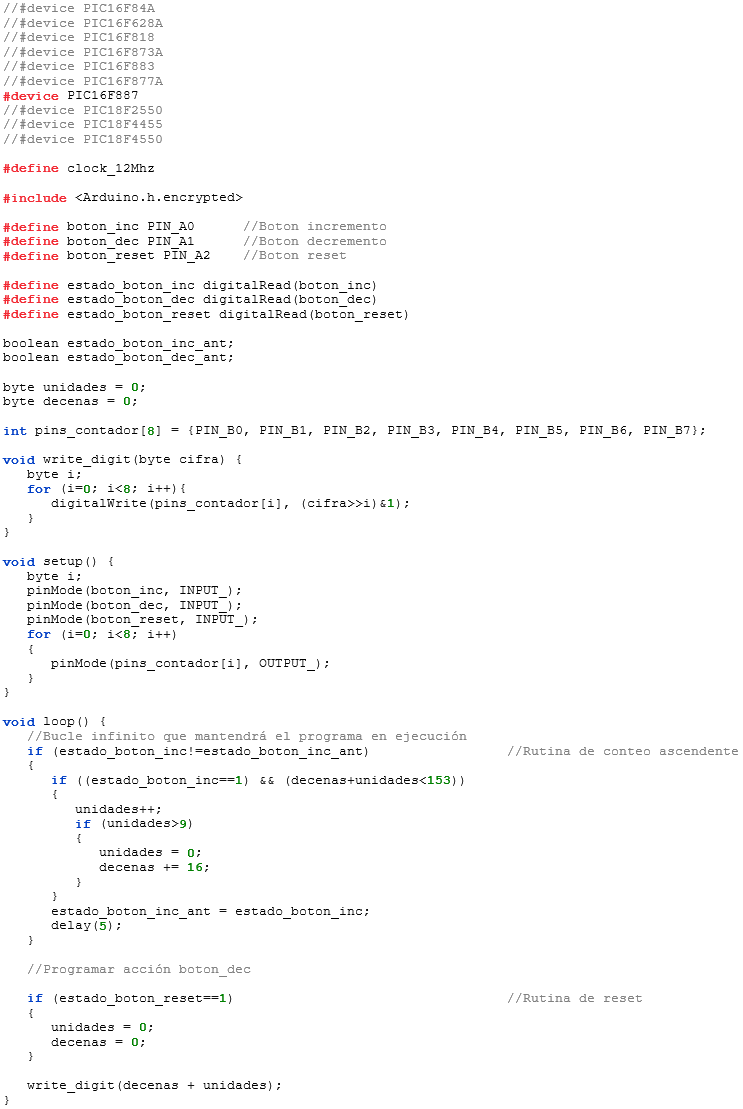 //#device PIC16F84A
//#device PIC16F628A
//#device PIC16F818
//#device PIC16F873A
//#device PIC16F883
//#device PIC16F877A
#device PIC16F887
//#device PIC18F2550
//#device PIC18F4455
//#device PIC18F4550

#define clock_12Mhz

#include <Arduino.h.encrypted>

#define boton_inc PIN_A0      //Boton incremento
#define boton_dec PIN_A1      //Boton decremento
#define boton_reset PIN_A2    //Boton reset

#define estado_boton_inc digitalRead(boton_inc)
#define estado_boton_dec digitalRead(boton_dec)
#define estado_boton_reset digitalRead(boton_reset)

boolean estado_boton_inc_ant;
boolean estado_boton_dec_ant;

byte unidades = 0;
byte decenas = 0;

int pins_contador[8] = {PIN_B0, PIN_B1, PIN_B2, PIN_B3, PIN_B4, PIN_B5, PIN_B6, PIN_B7};

void write_digit(byte cifra) {
   byte i;
   for (i=0; i<8; i++){
      digitalWrite(pins_contador[i], (cifra>>i)&1);
   }
}

void setup() {
   byte i;
   pinMode(boton_inc, INPUT_);
   pinMode(boton_dec, INPUT_);
   pinMode(boton_reset, INPUT_);
   for (i=0; i<8; i++)
   {
      pinMode(pins_contador[i], OUTPUT_);
   }
}

void loop() {
   //Bucle infinito que mantendrá el programa en ejecución
   if (estado_boton_inc!=estado_boton_inc_ant)                 //Rutina de conteo ascendente
   {
      if ((estado_boton_inc==1) && (decenas+unidades<153))
      {
         unidades++;
         if (unidades>9)
         {
            unidades = 0;
            decenas += 16;
         }
      }
      estado_boton_inc_ant = estado_boton_inc;
      delay(5);
   }

   //Programar acción boton_dec

   if (estado_boton_reset==1)                                  //Rutina de reset
   {
      unidades = 0;
      decenas = 0;
   }

   write_digit(decenas + unidades);
}